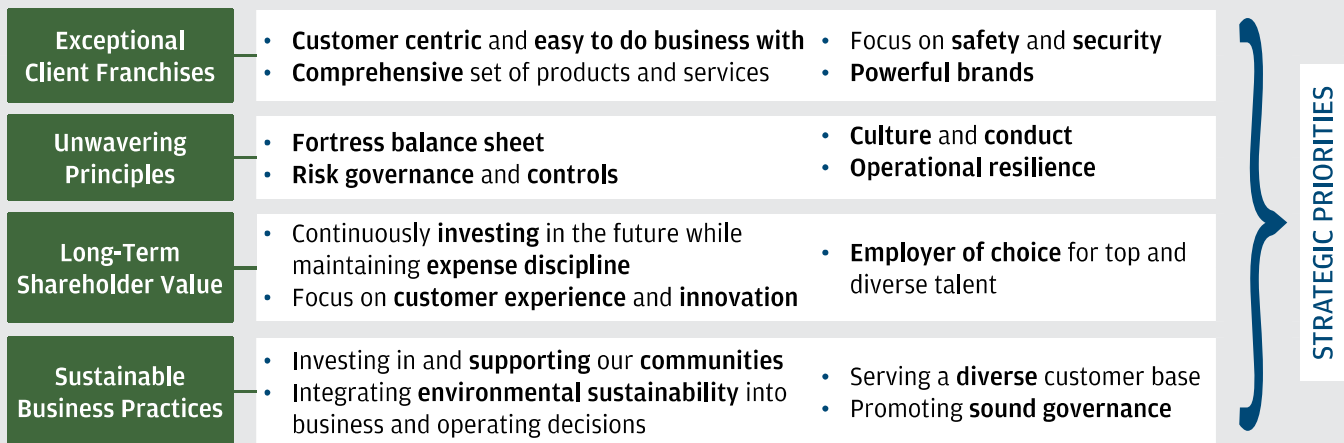 Exceptional
Client Franchises
• Customer centric and easy to do business with
• Comprehensive set of products and services
• Focus on safety and security
• Powerful brands
Unwavering
Principles
• Fortress balance sheet
• Risk governance and controls
• Culture and conduct
• Operational resilience
Long-Term
Shareholder Value
• Continuously investing in the future while
maintaining expense discipline
• Focus on customer experience and innovation
• Employer of choice for top and
diverse talent
Sustainable
Business Practices
• Investing in and supporting our communities
• Integrating environmental sustainability into
business and operating decisions
• Serving a diverse customer base
• Promoting sound governance
STRATEGIC PRIORITIES